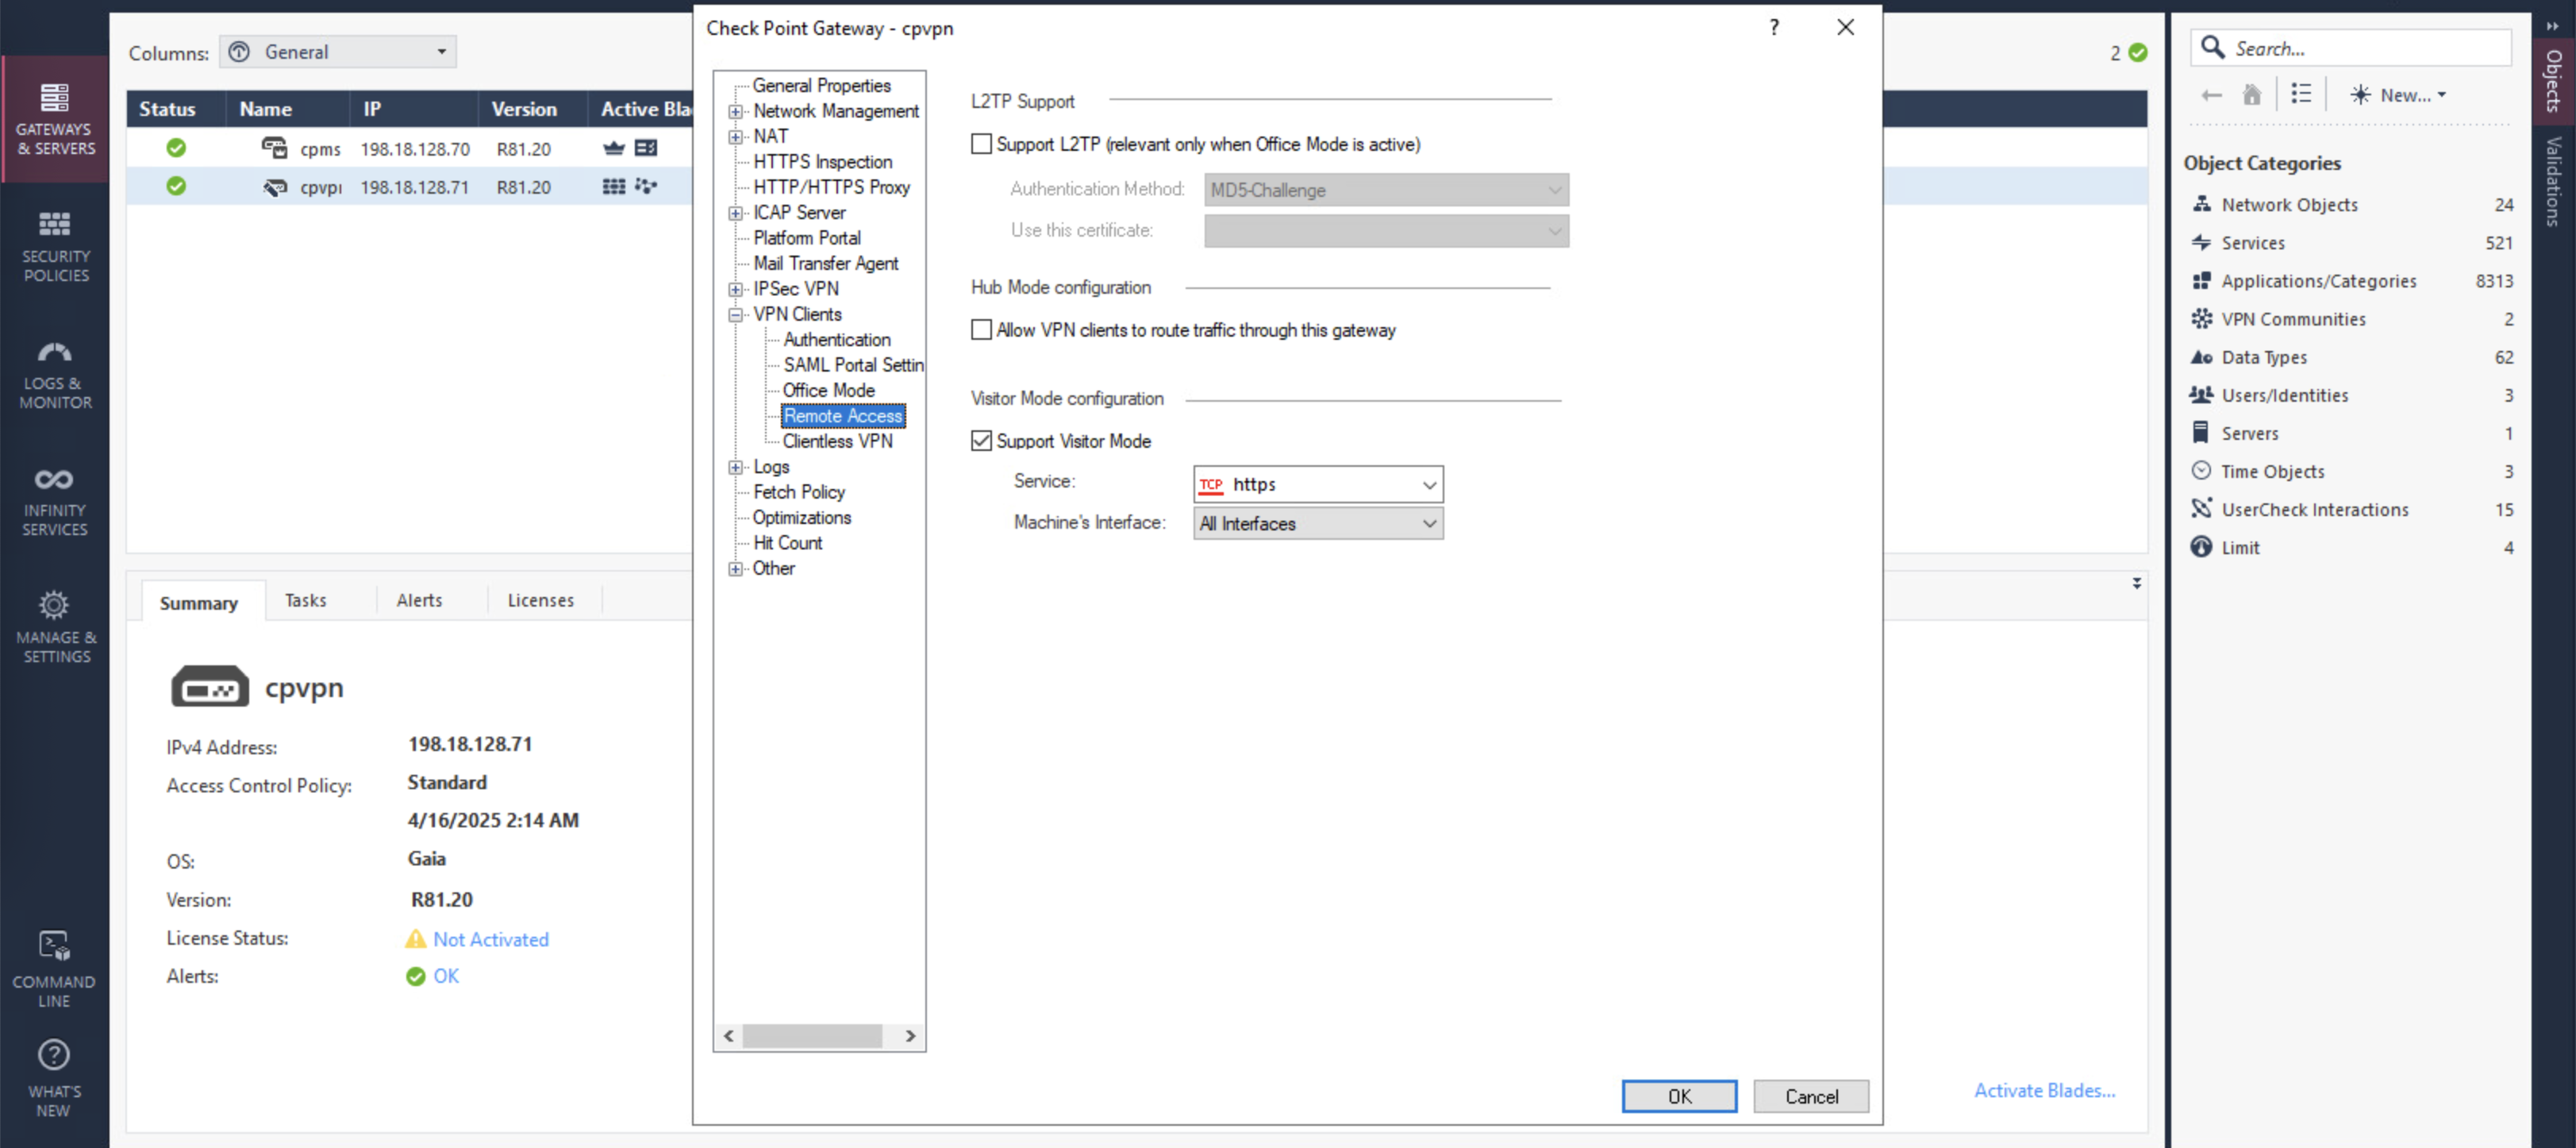 Columns: General
2
Status Name IP Version Active Bla
cpms 198.18.128.70 R81.20
cpvpi 198.18.128.71 R81.20
GATEWAYS
& SERVERS
SECURITY
POLICIES
LOGS &
MONITOR
INFINITY
SERVICES
MANAGE &
SETTINGS
COMMAND
LINE
WHAT'S
NEW
Summary Tasks Alerts Licenses
cpvpn
IPv4 Address: 198.18.128.71
Access Control Policy: Standard
4/16/2025 2:14 AM
OS: Gaia
Version: R81.20
License Status: Not Activated
Alerts: OK
Activate Blades...
Check Point Gateway - cpvpn
?
General Properties
Network Management
NAT
HTTPS Inspection
HTTP/HTTPS Proxy
ICAP Server
Platform Portal
Mail Transfer Agent
IPSec VPN
VPN Clients
Authentication
SAML Portal Settin
Office Mode
Remote Access
Clientless VPN
Logs
Fetch Policy
Optimizations
Hit Count
Other
L2TP Support
Support L2TP (relevant only when Office Mode is active)
Authentication Method: MD5-Challenge
Use this certificate:
Hub Mode configuration
Allow VPN clients to route traffic through this gateway
Visitor Mode configuration
Support Visitor Mode
Service: TCP https
Machine's Interface: All Interfaces
OK Cancel
Search...
New...
Object Categories
Network Objects 24
Services 521
Applications/Categories 8313
VPN Communities 2
Data Types 62
Users/Identities 3
Servers 1
Time Objects 3
UserCheck Interactions 15
Limit 4
Objects
Validations